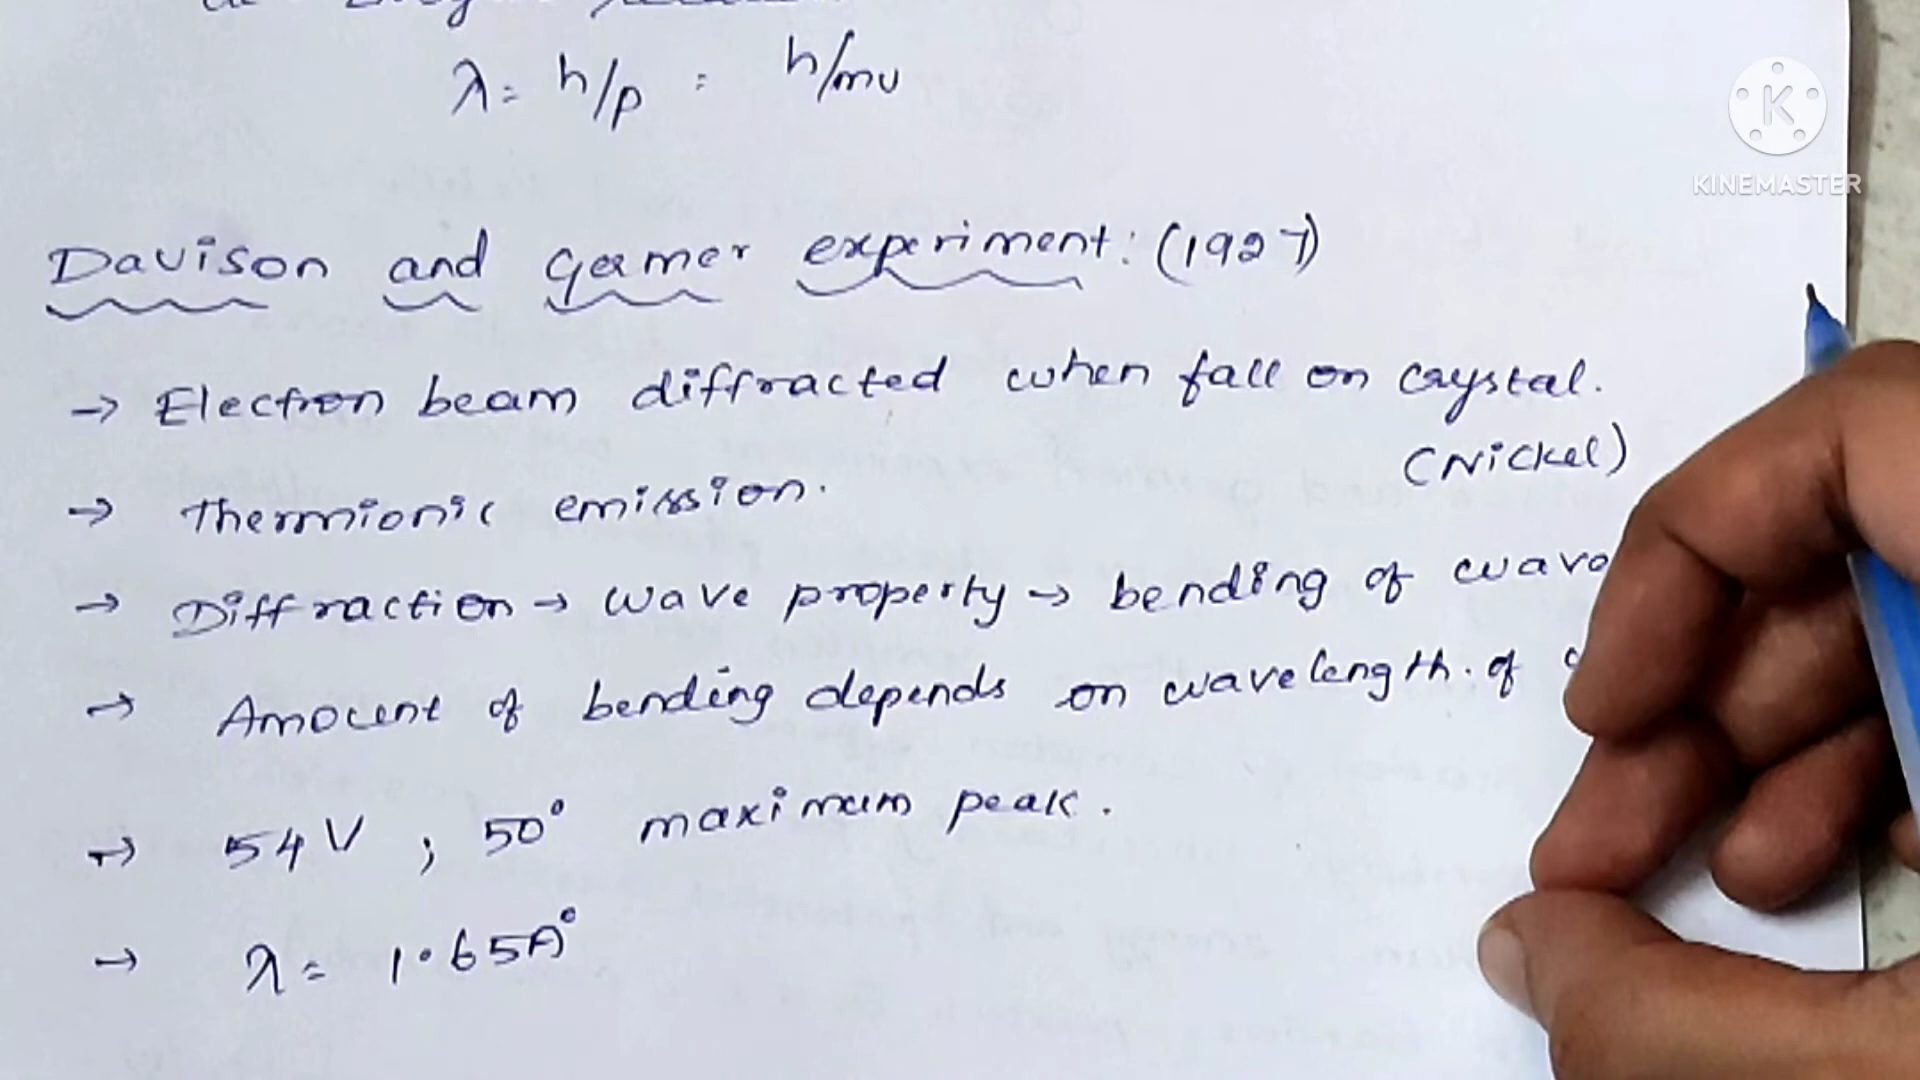 λ = h/p = h/mv
K
KINEMASTER
Davison and Germer experiment: (1927)
→ Electron beam diffracted when fall on crystal.
(Nickel)
→ Thermionic emission.
→ Diffraction → wave property → bending of wave
→ Amount of bending depends on wavelength. of
→ 54V ; 50° maximum peak.
→ λ = 1.65A°